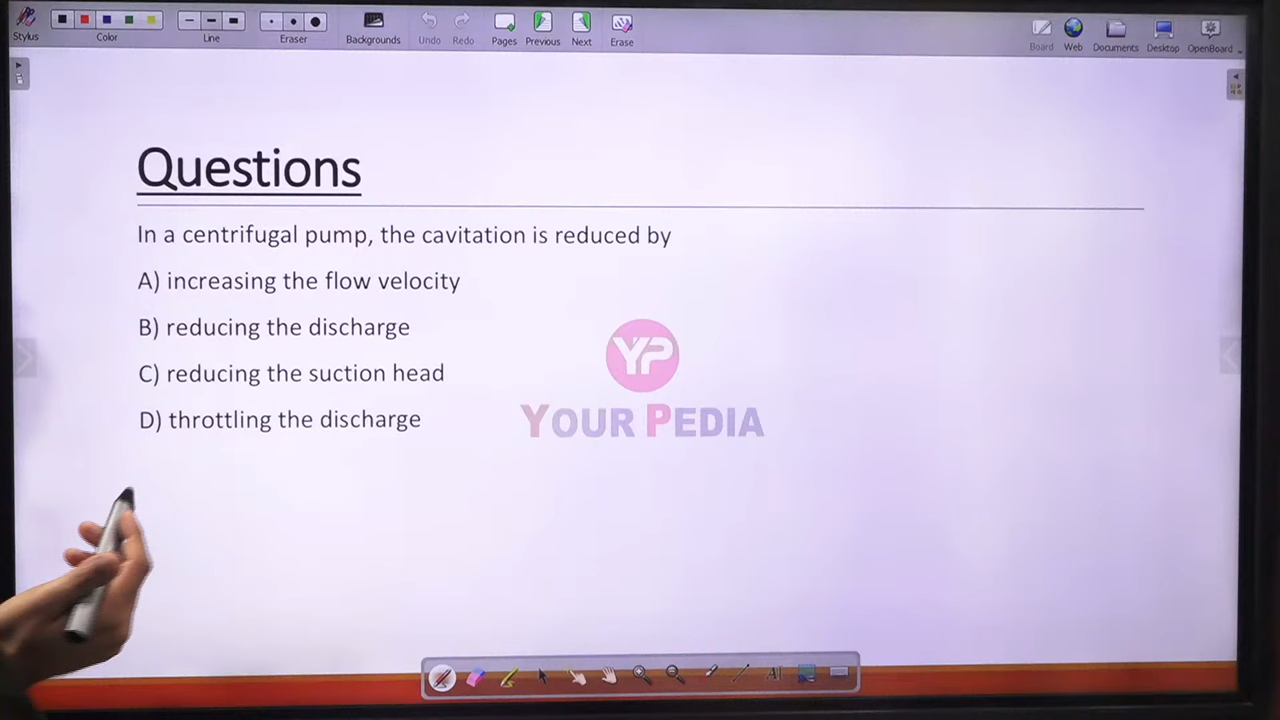 Stylus
Color
Line
Eraser
Backgrounds
Undo
Redo
Pages
Previous
Next
Erase
Board
Web
Documents
Desktop
OpenBoard
Questions
In a centrifugal pump, the cavitation is reduced by
A) increasing the flow velocity
B) reducing the discharge
C) reducing the suction head
D) throttling the discharge
YP
YOUR PEDIA
AI